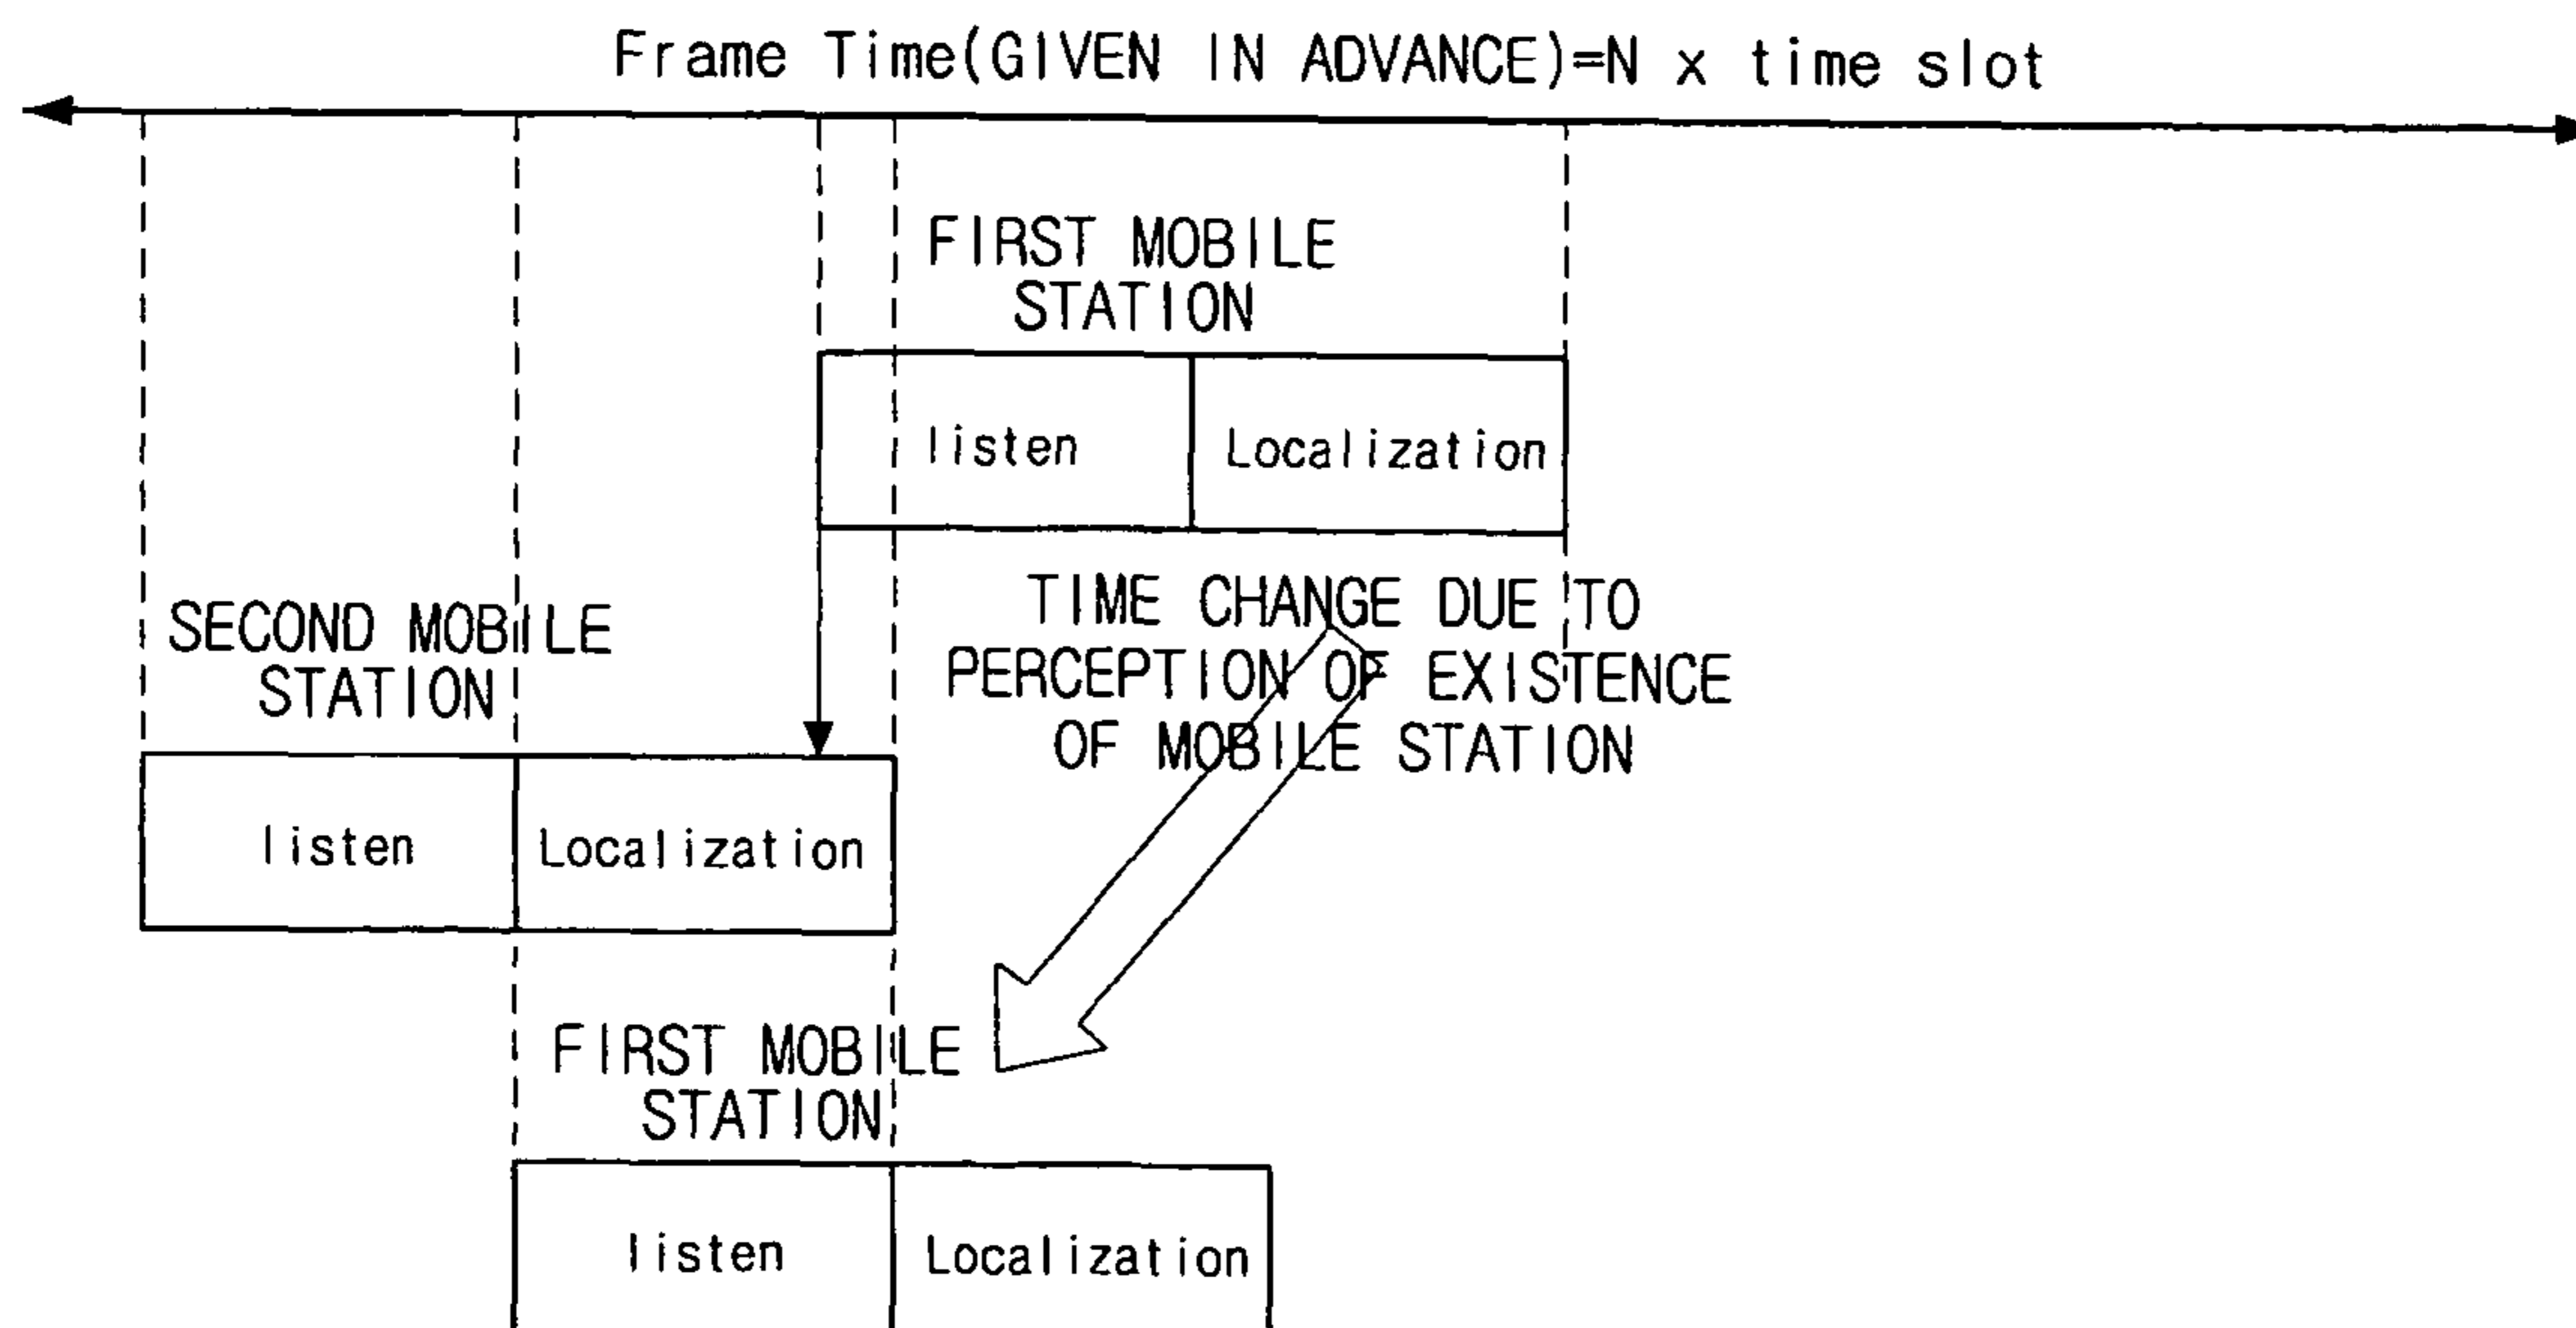 Frame Time(GIVEN IN ADVANCE)=N x time slot
FIRST MOBILE
STATION
listen
Localization
TIME CHANGE DUE TO
PERCEPTION OF EXISTENCE
OF MOBILE STATION
SECOND MOBILE
STATION
listen
Localization
FIRST MOBILE
STATION
listen
Localization